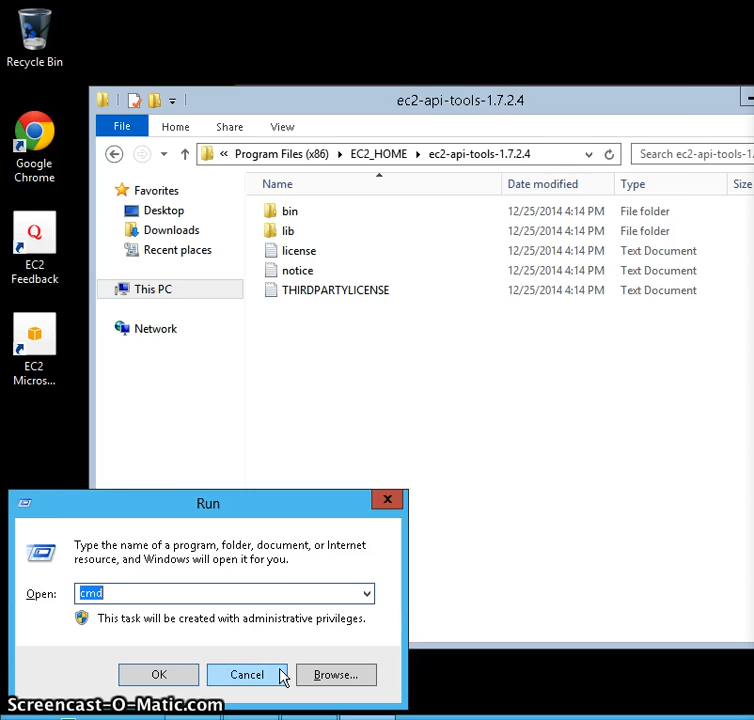 Recycle Bin
Google
Chrome
EC2
Feedback
EC2
Micros...
ec2-api-tools-1.7.2.4
File Home Share View
« Program Files (x86) EC2_HOME ec2-api-tools-1.7.2.4 Search ec2-api-tools-1.
Name Date modified Type Size
Favorites
Desktop
Downloads
Recent places
This PC
Network
bin 12/25/2014 4:14 PM File folder
lib 12/25/2014 4:14 PM File folder
license 12/25/2014 4:14 PM Text Document
notice 12/25/2014 4:14 PM Text Document
THIRDPARTYLICENSE 12/25/2014 4:14 PM Text Document
Run
Type the name of a program, folder, document, or Internet
resource, and Windows will open it for you.
Open: cmd
This task will be created with administrative privileges.
OK Cancel Browse...
Screencast-O-Matic.com